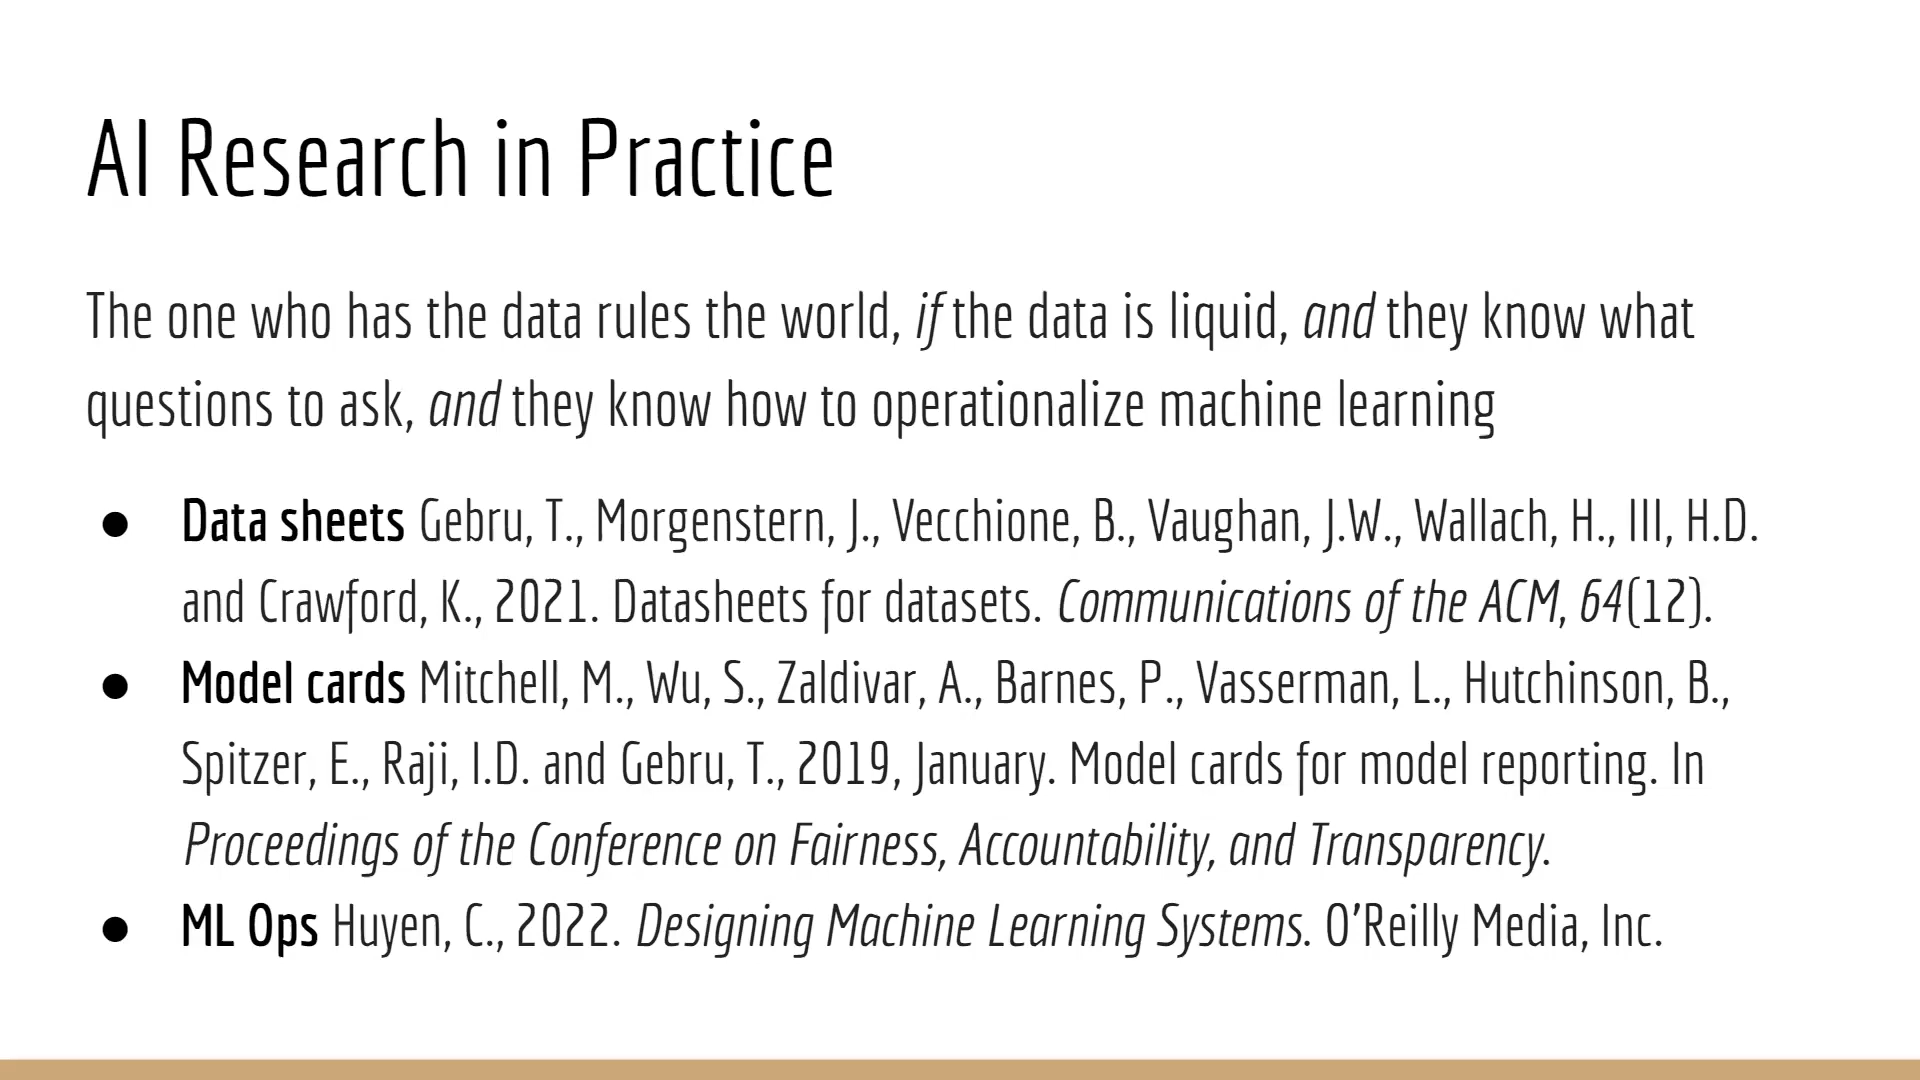 AI Research in Practice
The one who has the data rules the world, if the data is liquid, and they know what
questions to ask, and they know how to operationalize machine learning
● Data sheets Gebru, T., Morgenstern, J., Vecchione, B., Vaughan, J.W., Wallach, H., III, H.D.
and Crawford, K., 2021. Datasheets for datasets. Communications of the ACM, 64(12).
● Model cards Mitchell, M., Wu, S., Zaldivar, A., Barnes, P., Vasserman, L., Hutchinson, B.,
Spitzer, E., Raji, I.D. and Gebru, T., 2019, January. Model cards for model reporting. In
Proceedings of the Conference on Fairness, Accountability, and Transparency.
● ML Ops Huyen, C., 2022. Designing Machine Learning Systems. O’Reilly Media, Inc.